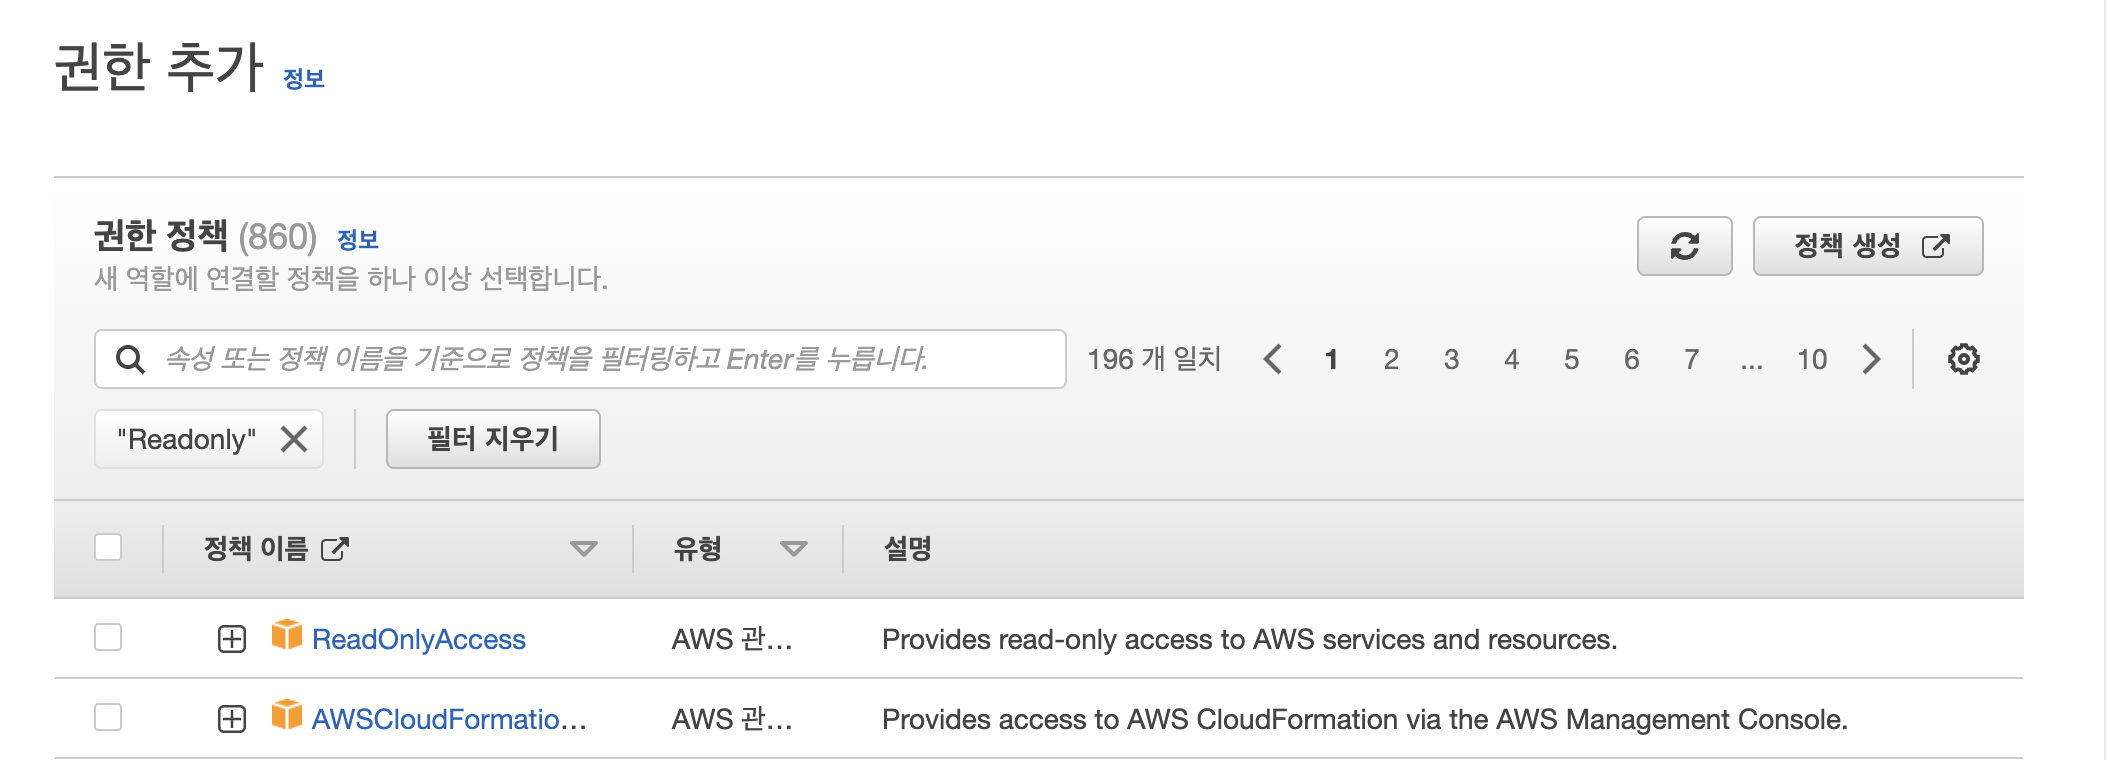 권한 추가 정보
권한 정책 (860) 정보
새 역할에 연결할 정책을 하나 이상 선택합니다.
정책 생성
속성 또는 정책 이름을 기준으로 정책을 필터링하고 Enter를 누릅니다.
196 개 일치 1 2 3 4 5 6 7 ... 10
"Readonly" 필터 지우기
정책 이름 유형 설명
ReadOnlyAccess AWS 관... Provides read-only access to AWS services and resources.
AWSCloudFormatio... AWS 관... Provides access to AWS CloudFormation via the AWS Management Console.